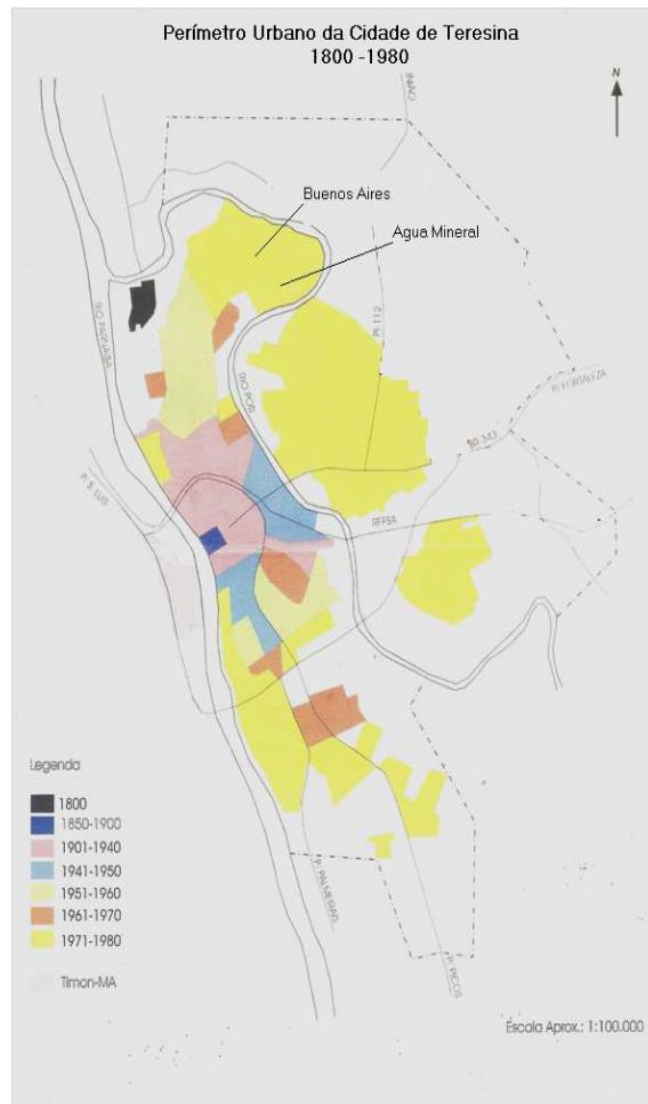 Perímetro Urbano da Cidade de Teresina
1800 -1980
N
UNIAO
Buenos Aires
Agua Mineral
RIO PARNAIBA
PI-112
P/ FORTALEZA
RIO POTI
BR-343
P/ S. LUIS
RFFSA
Legenda
1800
1850-1900
1901-1940
1941-1950
1951-1960
1961-1970
1971-1980
Timon-MA
P/ PALMEIRAIS
P/ PICOS
Escala Aprox.: 1:100.000